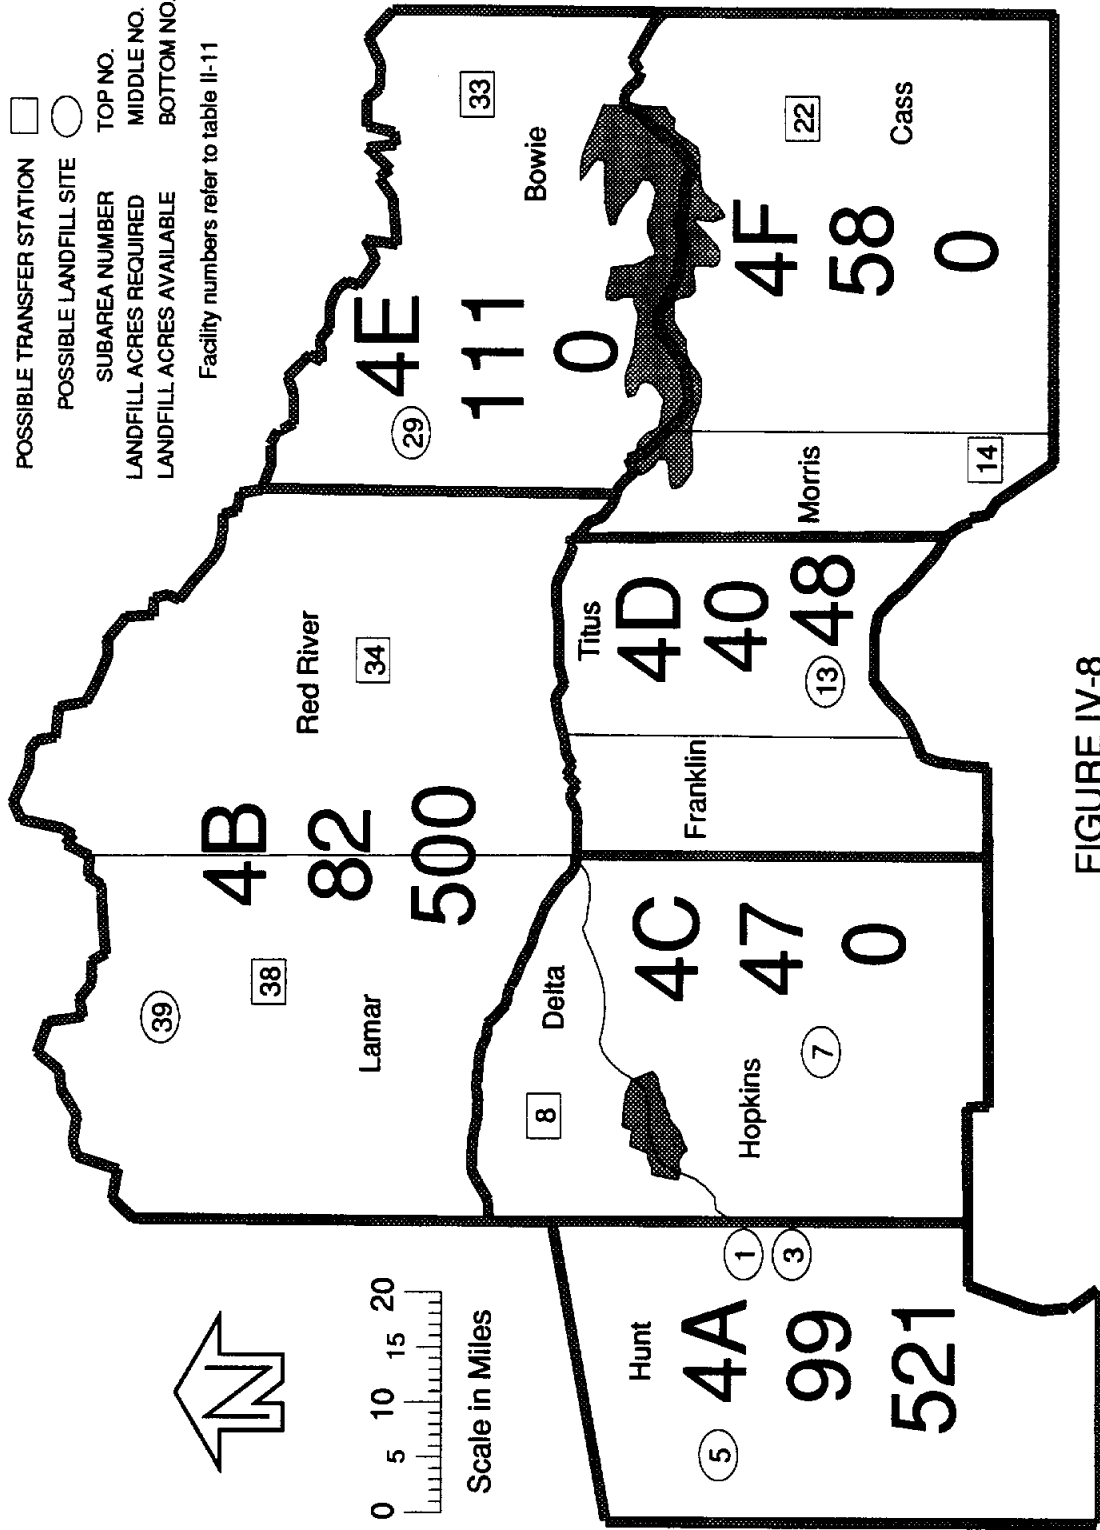 POSSIBLE TRANSFER STATION
POSSIBLE LANDFILL SITE
SUBAREA NUMBER TOP NO.
LANDFILL ACRES REQUIRED MIDDLE NO.
LANDFILL ACRES AVAILABLE BOTTOM NO.
Facility numbers refer to table II-11
N
0 5 10 15 20
Scale in Miles
39
38
Lamar
4B
82
500
Red River
34
29
4E
111
0
33
Bowie
Hunt
5
4A
99
521
1
3
Delta
8
Hopkins
7
4C
47
0
Franklin
Titus
4D
40
48
13
Morris
14
4F
58
0
22
Cass
FIGURE IV-8